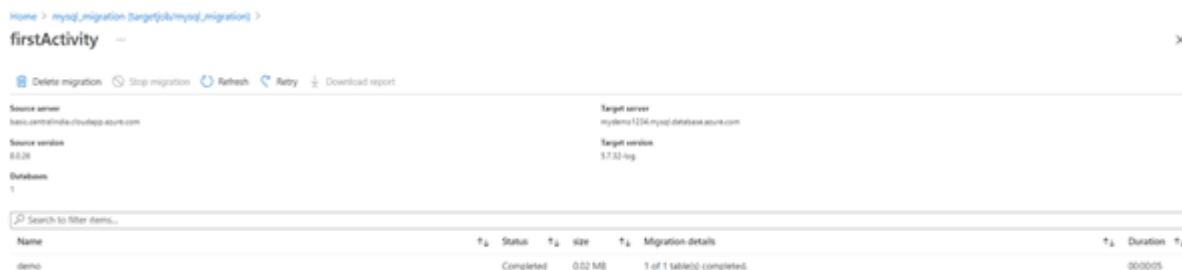 Home > mysql_migration (targetjob/mysql_migration) >
firstActivity ...
Delete migration Stop migration Refresh Retry Download report
Source server
basic.centralindia.cloudapp.azure.com
Target server
mydemo1234.mysql.database.azure.com
Source version
8.0.28
Target version
5.7.32-log
Databases
1
Search to filter items...
Name Status size Migration details Duration
demo Completed 0.02 MB 1 of 1 table(s) completed. 00:00:05